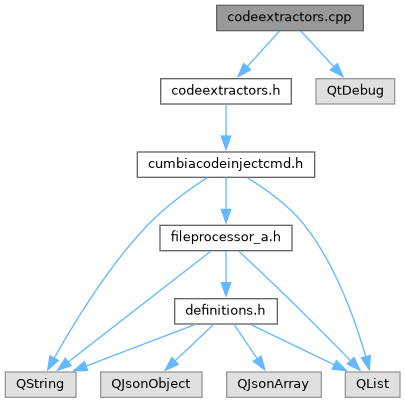 codeextractors.cpp
codeextractors.h
QtDebug
cumbiacodeinjectcmd.h
fileprocessor_a.h
definitions.h
QString
QJsonObject
QJsonArray
QList